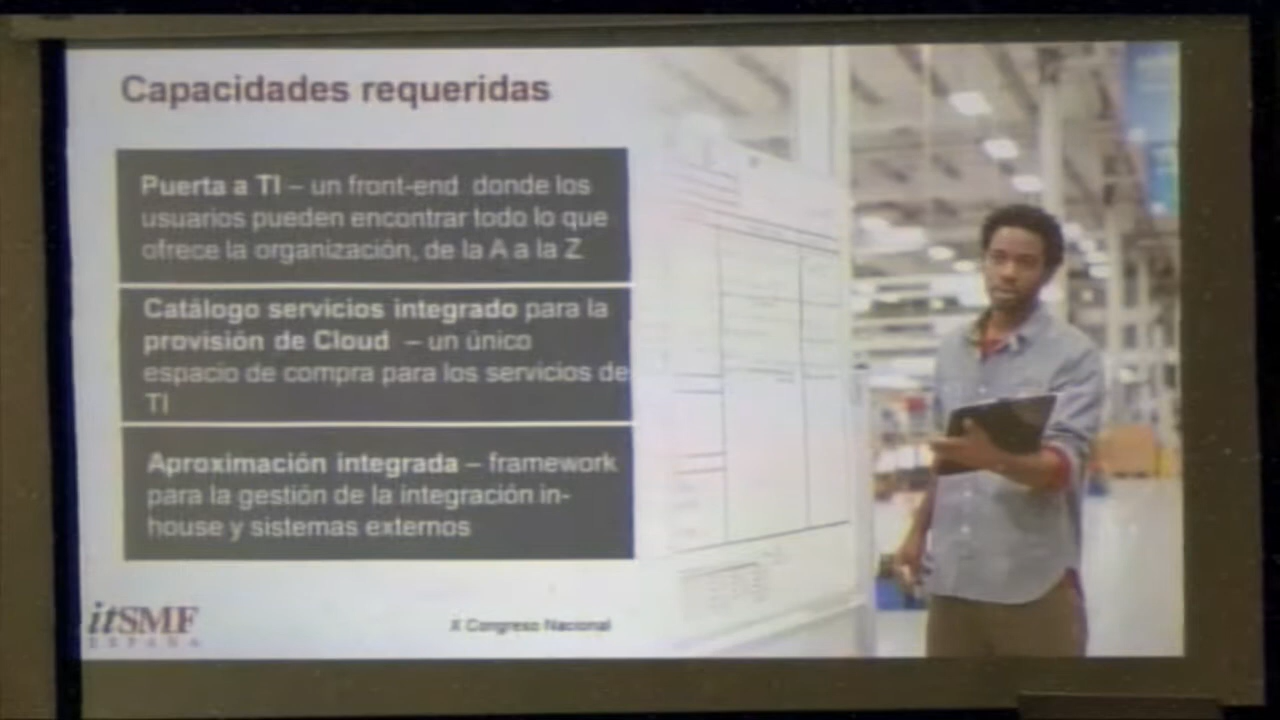 Capacidades requeridas
Puerta a TI – un front-end donde los
usuarios pueden encontrar todo lo que
ofrece la organización, de la A a la Z
Catálogo servicios integrado para la
provisión de Cloud – un único
espacio de compra para los servicios de
TI
Aproximación integrada – framework
para la gestión de la integración in-
house y sistemas externos
itSMF
ESPAÑA
X Congreso Nacional